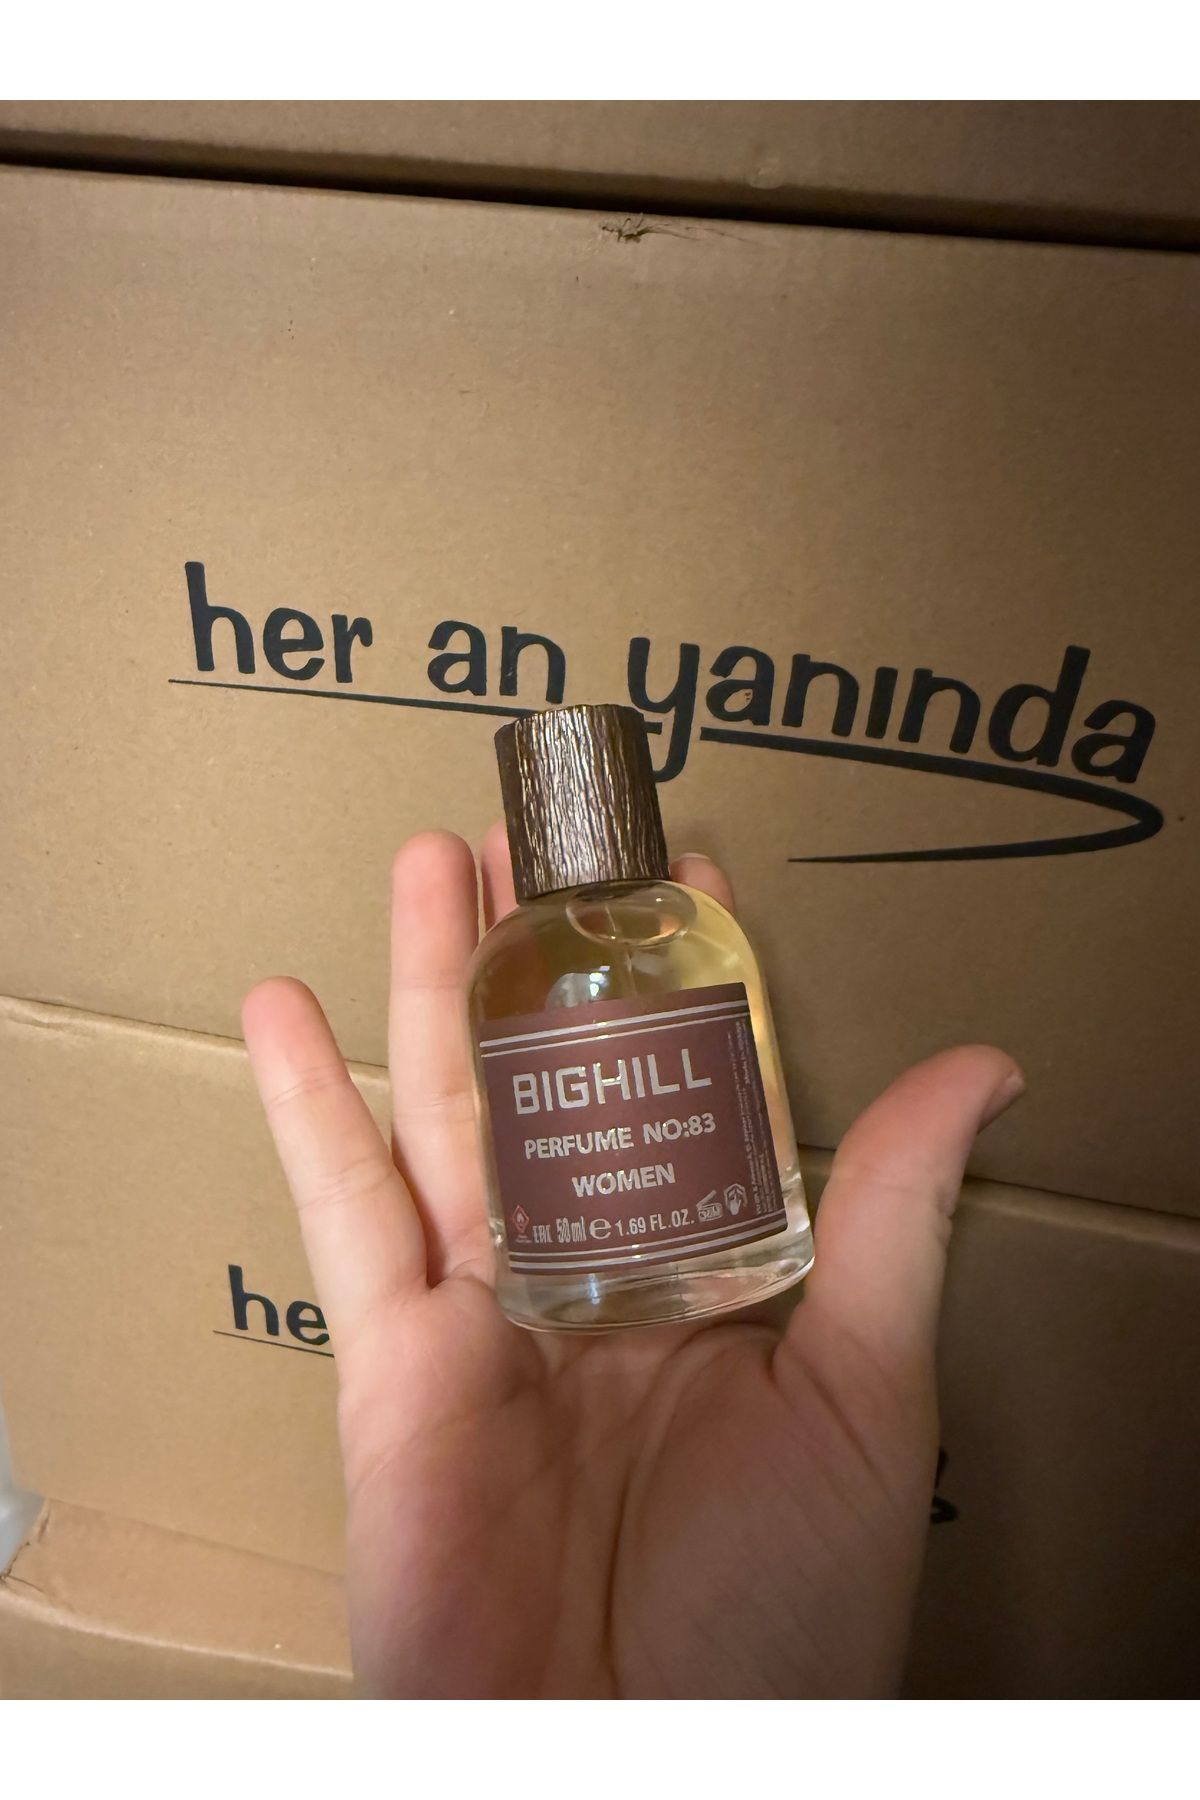 her an yanında
BIGHILL
PERFUME NO:83
WOMEN
50 ml e 1.69 FL.OZ.
he